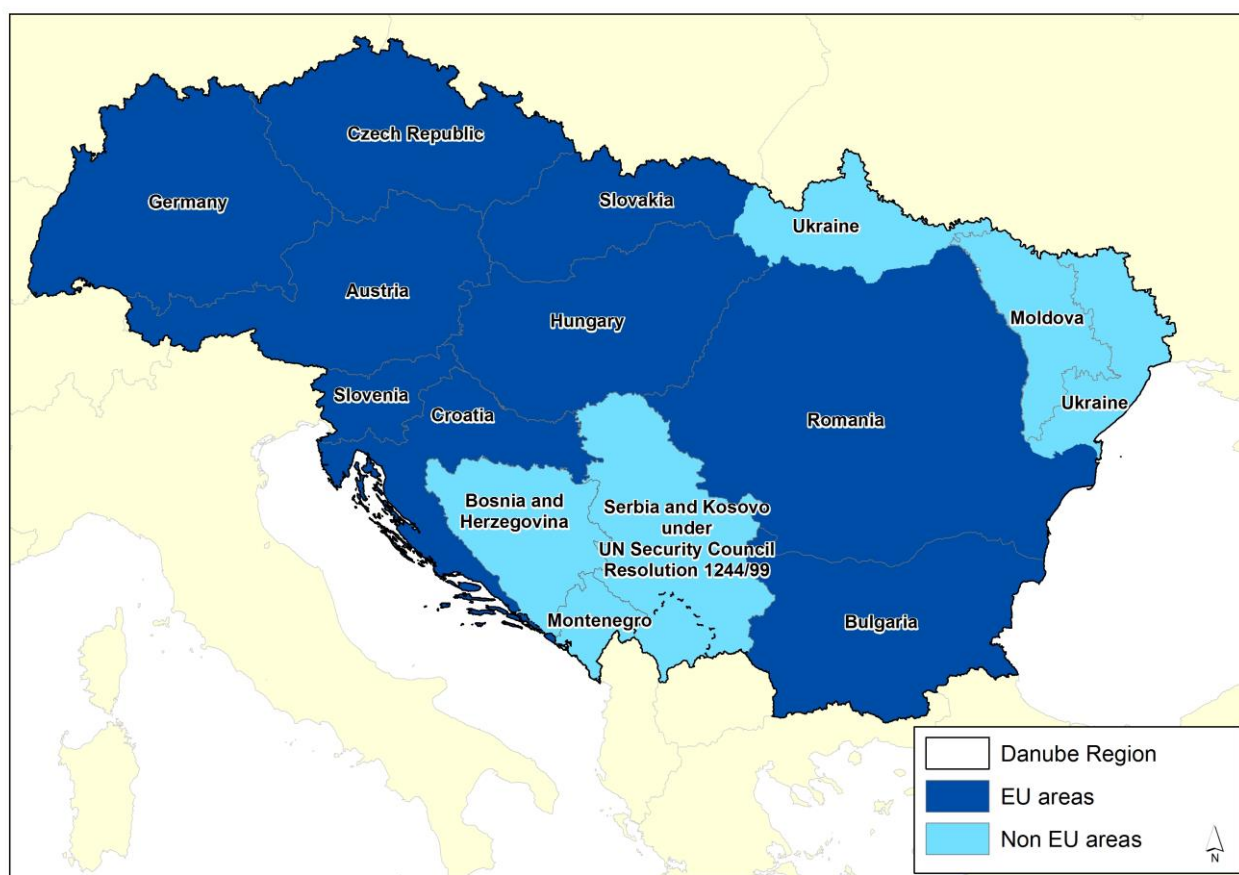 Czech Republic
Germany
Slovakia
Ukraine
Austria
Hungary
Moldova
Slovenia
Croatia
Romania
Ukraine
Bosnia and
Herzegovina
Serbia and Kosovo
under
UN Security Council
Resolution 1244/99
Montenegro
Bulgaria
Danube Region
EU areas
Non EU areas
N